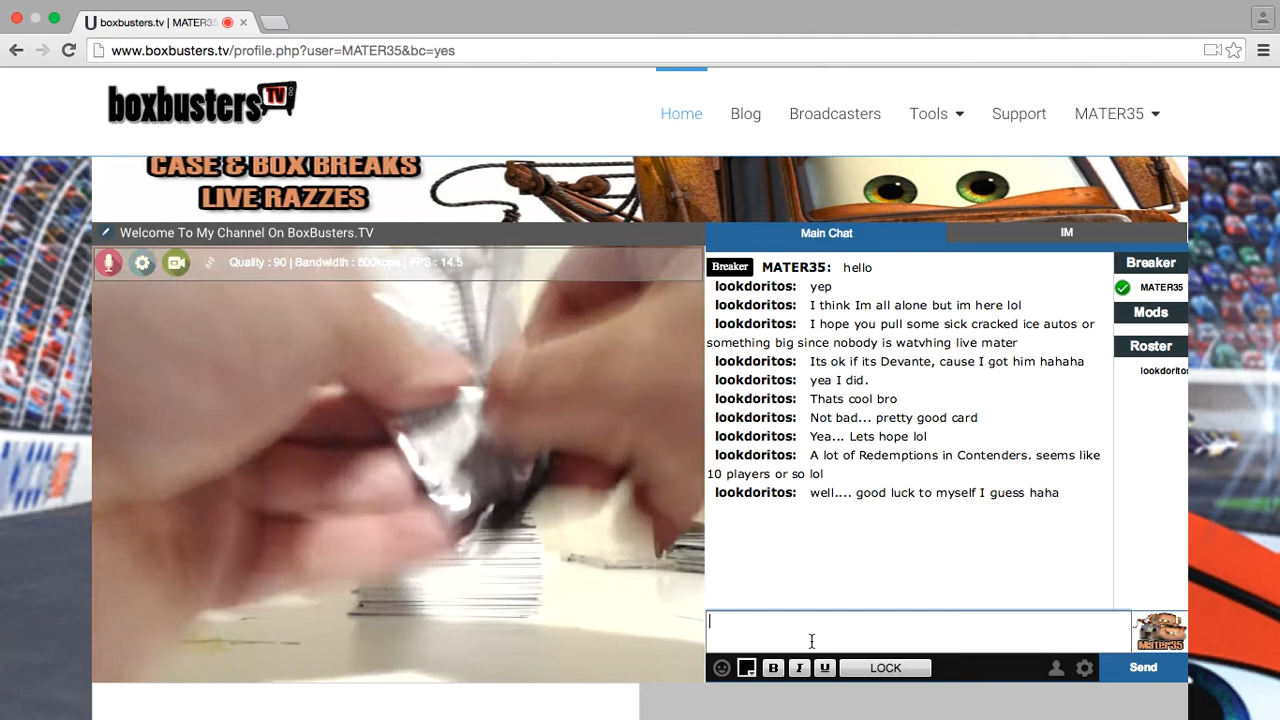 boxbusters.tv | MATER35
www.boxbusters.tv/profile.php?user=MATER35&bc=yes
boxbusters TV
Home Blog Broadcasters Tools Support MATER35
CASE & BOX BREAKS
LIVE RAZZES
Welcome To My Channel On BoxBusters.TV
Main Chat IM
Quality : 90 | Bandwidth : 500kbps | FPS : 14.5
Breaker MATER35: hello
lookdoritos: yep
lookdoritos: I think Im all alone but im here lol
lookdoritos: I hope you pull some sick cracked ice autos or
something big since nobody is watvhing live mater
lookdoritos: Its ok if its Devante, cause I got him hahaha
lookdoritos: yea I did.
lookdoritos: Thats cool bro
lookdoritos: Not bad... pretty good card
lookdoritos: Yea... Lets hope lol
lookdoritos: A lot of Redemptions in Contenders. seems like
10 players or so lol
lookdoritos: well.... good luck to myself I guess haha
Breaker
MATER35
Mods
Roster
lookdoritos
Mater35
B I U LOCK Send